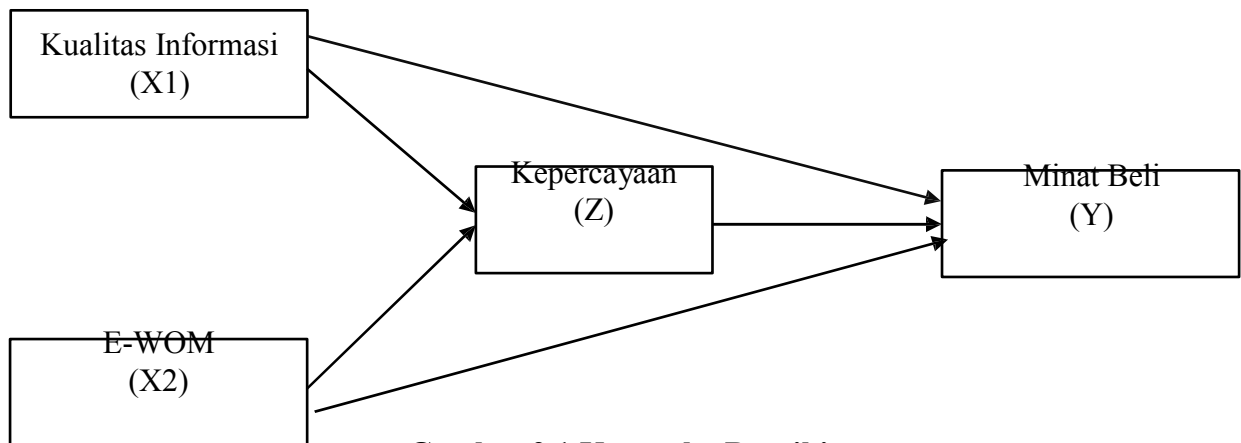 Kualitas Informasi
(X1)
Kepercayaan
(Z)
Minat Beli
(Y)
E-WOM
(X2)